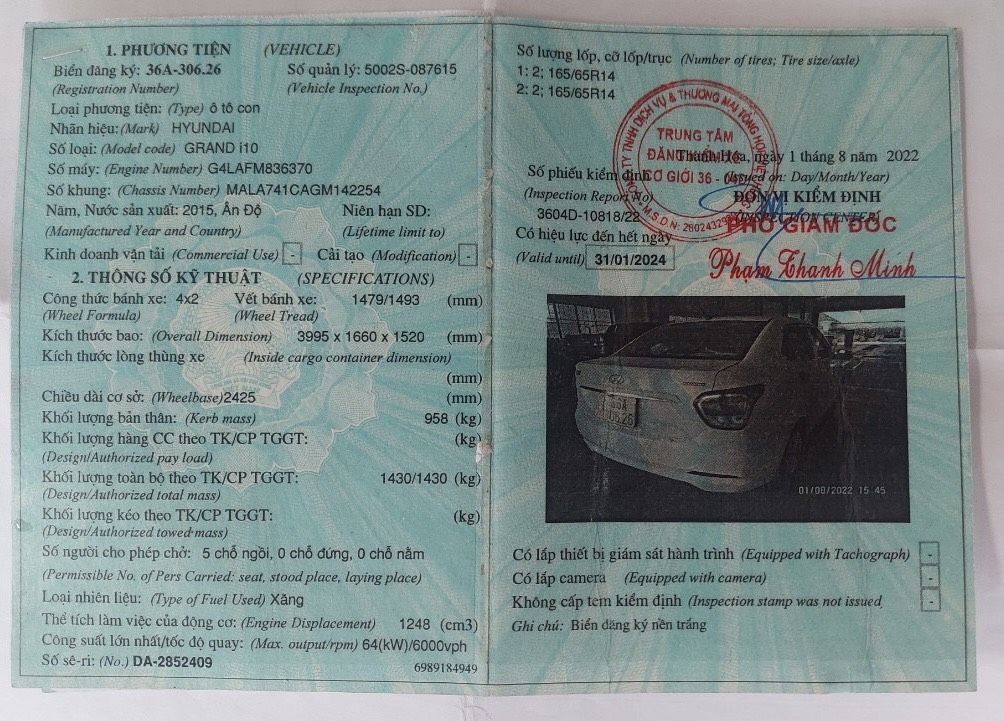 1. PHƯƠNG TIỆN (VEHICLE)
Biển đăng ký: 36A-306.26 Số quản lý: 5002S-087615
(Registration Number) (Vehicle Inspection No.)
Loại phương tiện: (Type) ô tô con
Nhãn hiệu: (Mark) HYUNDAI
Số loại: (Model code) GRAND i10
Số máy: (Engine Number) G4LAFM836370
Số khung: (Chassis Number) MALA741CAGM142254
Năm, Nước sản xuất: 2015, Ấn Độ Niên hạn SD:
(Manufactured Year and Country) (Lifetime limit to)
Kinh doanh vận tải (Commercial Use) - Cải tạo (Modification) -
2. THÔNG SỐ KỸ THUẬT (SPECIFICATIONS)
Công thức bánh xe: 4x2 Vết bánh xe: 1479/1493 (mm)
(Wheel Formula) (Wheel Tread)
Kích thước bao: (Overall Dimension) 3995 x 1660 x 1520 (mm)
Kích thước lòng thùng xe (Inside cargo container dimension)
(mm)
Chiều dài cơ sở: (Wheelbase) 2425 (mm)
Khối lượng bản thân: (Kerb mass) 958 (kg)
Khối lượng hàng CC theo TK/CP TGGT: (kg)
(Design/Authorized pay load)
Khối lượng toàn bộ theo TK/CP TGGT: 1430/1430 (kg)
(Design/Authorized total mass)
Khối lượng kéo theo TK/CP TGGT: (kg)
(Design/Authorized towed mass)
Số người cho phép chở: 5 chỗ ngồi, 0 chỗ đứng, 0 chỗ nằm
(Permissible No. of Pers Carried: seat, stood place, laying place)
Loại nhiên liệu: (Type of Fuel Used) Xăng
Thể tích làm việc của động cơ: (Engine Displacement) 1248 (cm3)
Công suất lớn nhất/tốc độ quay: (Max. output/rpm) 64(kW)/6000vph
Số sê-ri: (No.) DA-2852409 6989184949
Số lượng lốp, cỡ lốp/trục (Number of tires; Tire size/axle)
1: 2; 165/65R14
2: 2; 165/65R14
CÔNG TY TNHH DỊCH VỤ & THƯƠNG MẠI TỔNG HỢP
TRUNG TÂM
ĐĂNG KIỂM XE
CƠ GIỚI 36 -
M.S.D.N:
Thanh Hóa, ngày 1 tháng 8 năm 2022
Số phiếu kiểm định (Issued on: Day/Month/Year)
(Inspection Report No) ĐƠN VỊ KIỂM ĐỊNH
3604D-10818/22 (INSPECTION CENTER)
PHÓ GIÁM ĐỐC
Có hiệu lực đến hết ngày
(Valid until) 31/01/2024 Phạm Thanh Minh
01/08/2022 15:45
Có lắp thiết bị giám sát hành trình (Equipped with Tachograph) -
Có lắp camera (Equipped with camera) -
Không cấp tem kiểm định (Inspection stamp was not issued -
Ghi chú: Biển đăng ký nền trắng